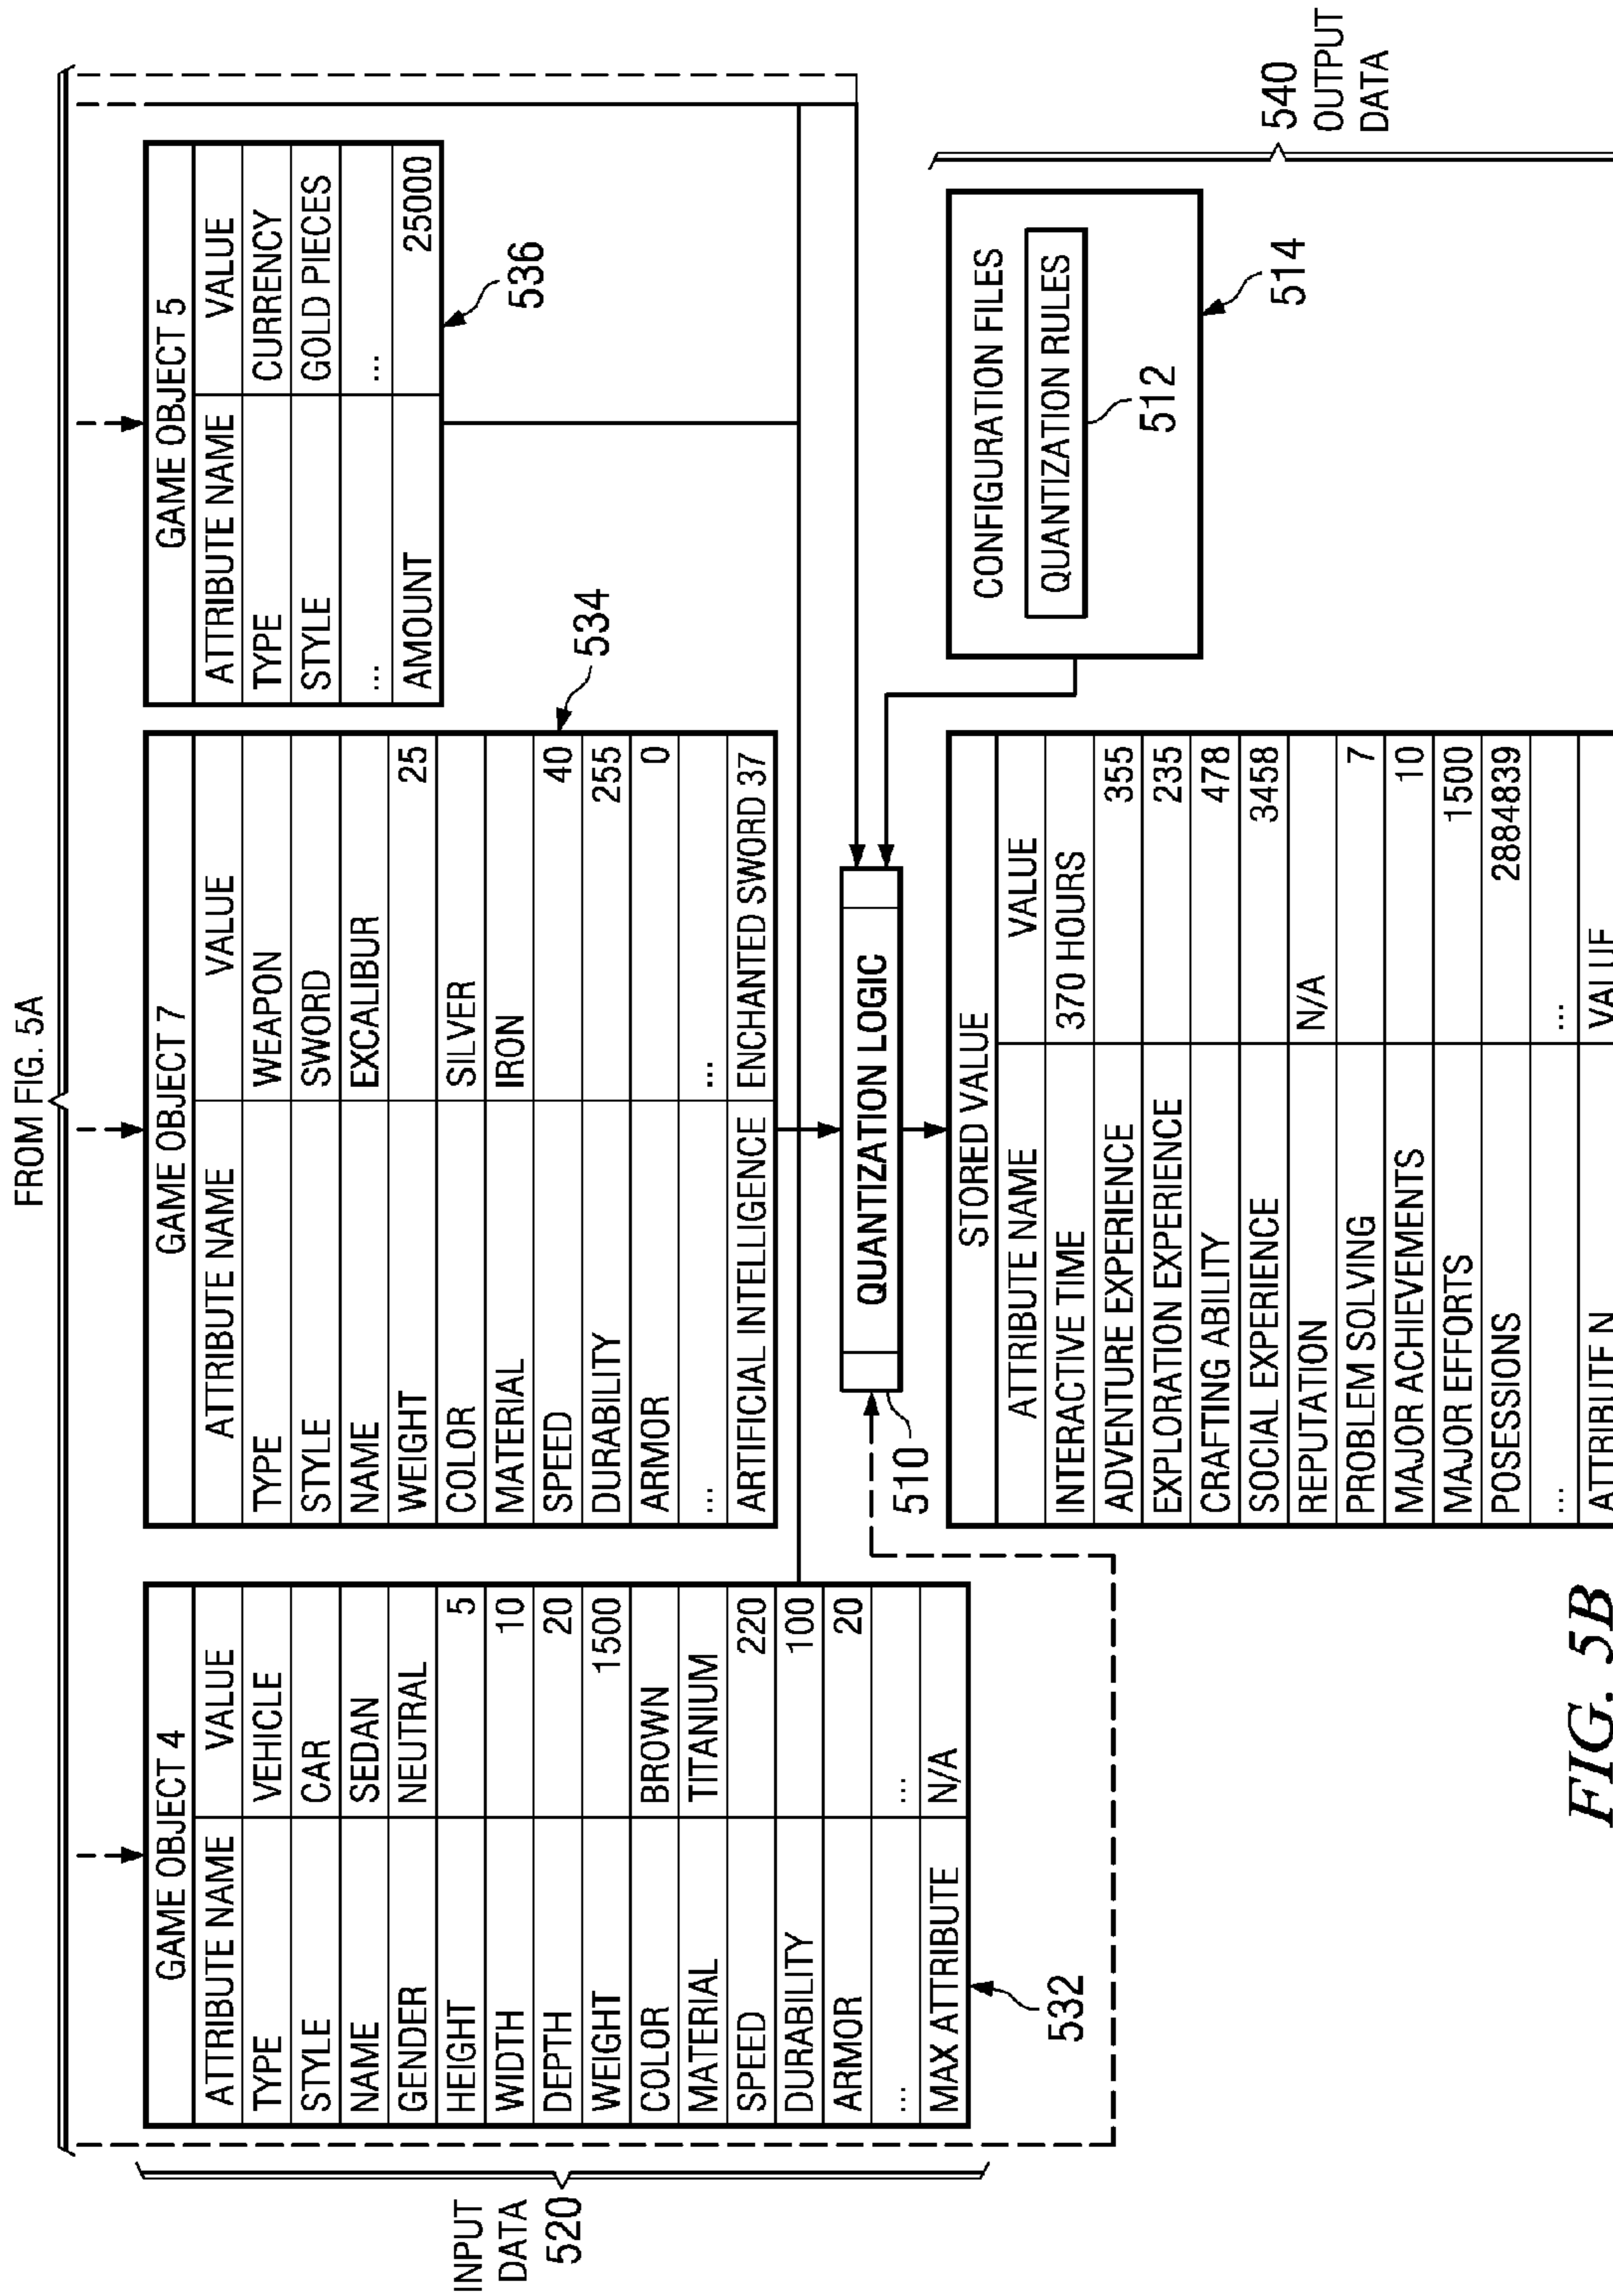 FROM FIG. 5A
INPUT
DATA
520
GAME OBJECT 4
ATTRIBUTE NAME VALUE
TYPE VEHICLE
STYLE CAR
NAME SEDAN
GENDER NEUTRAL
HEIGHT 5
WIDTH 10
DEPTH 20
WEIGHT 1500
COLOR BROWN
MATERIAL TITANIUM
SPEED 220
DURABILITY 100
ARMOR 20
... ...
MAX ATTRIBUTE N/A
532
GAME OBJECT 7
ATTRIBUTE NAME VALUE
TYPE WEAPON
STYLE SWORD
NAME EXCALIBUR
WEIGHT 25
COLOR SILVER
MATERIAL IRON
SPEED 40
DURABILITY 255
ARMOR 0
... ...
ARTIFICIAL INTELLIGENCE ENCHANTED SWORD 37
534
GAME OBJECT 5
ATTRIBUTE NAME VALUE
TYPE CURRENCY
STYLE GOLD PIECES
... ...
AMOUNT 25000
536
QUANTIZATION LOGIC
510
CONFIGURATION FILES
QUANTIZATION RULES
512
514
STORED VALUE
ATTRIBUTE NAME VALUE
INTERACTIVE TIME 370 HOURS
ADVENTURE EXPERIENCE 355
EXPLORATION EXPERIENCE 235
CRAFTING ABILITY 478
SOCIAL EXPERIENCE 3458
REPUTATION N/A
PROBLEM SOLVING 7
MAJOR ACHIEVEMENTS 10
MAJOR EFFORTS 1500
POSESSIONS 2884839
... ...
ATTRIBUTE N VALUE
540
OUTPUT
DATA
FIG. 5B